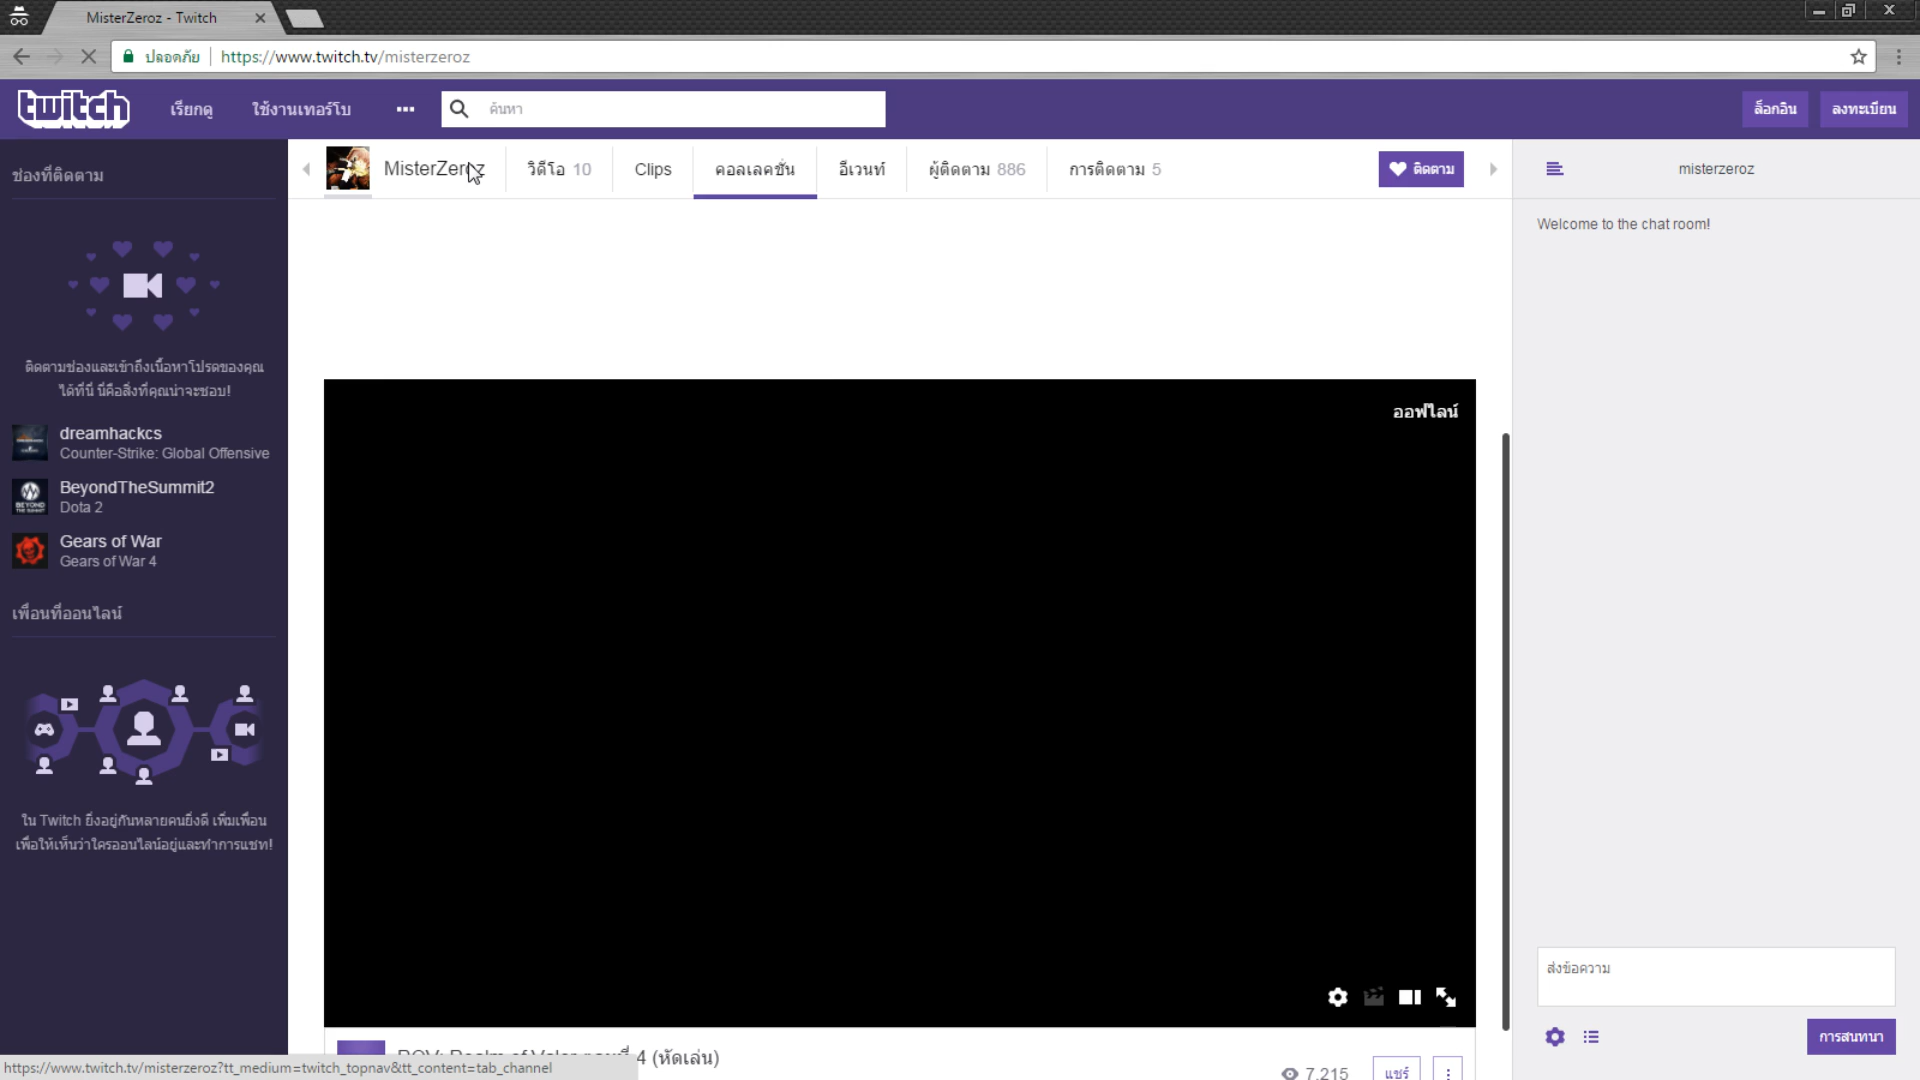 MisterZeroz - Twitch
ปลอดภัย
https://www.twitch.tv/misterzeroz
twitch
เรียกดู
ใช้งานเทอร์โบ
ค้นหา
ล็อกอิน
ลงทะเบียน
ช่องที่ติดตาม
MisterZeroz
วิดีโอ 10
Clips
คอลเลคชั่น
อีเวนท์
ผู้ติดตาม 886
การติดตาม 5
ติดตาม
misterzeroz
Welcome to the chat room!
ติดตามช่องและเข้าถึงเนื้อหาโปรดของคุณ
ได้ที่นี่ นี่คือสิ่งที่คุณน่าจะชอบ!
ออฟไลน์
dreamhackcs
Counter-Strike: Global Offensive
BeyondTheSummit2
Dota 2
Gears of War
Gears of War 4
เพื่อนที่ออนไลน์
ใน Twitch ยิ่งอยู่กันหลายคนยิ่งดี เพิ่มเพื่อน
เพื่อให้เห็นว่าใครออนไลน์อยู่และทำการแชท!
ส่งข้อความ
การสนทนา
ROV: Realm of Valor ตอนที่ 4 (หัดเล่น)
7,215
แชร์
https://www.twitch.tv/misterzeroz?tt_medium=twitch_topnav&tt_content=tab_channel